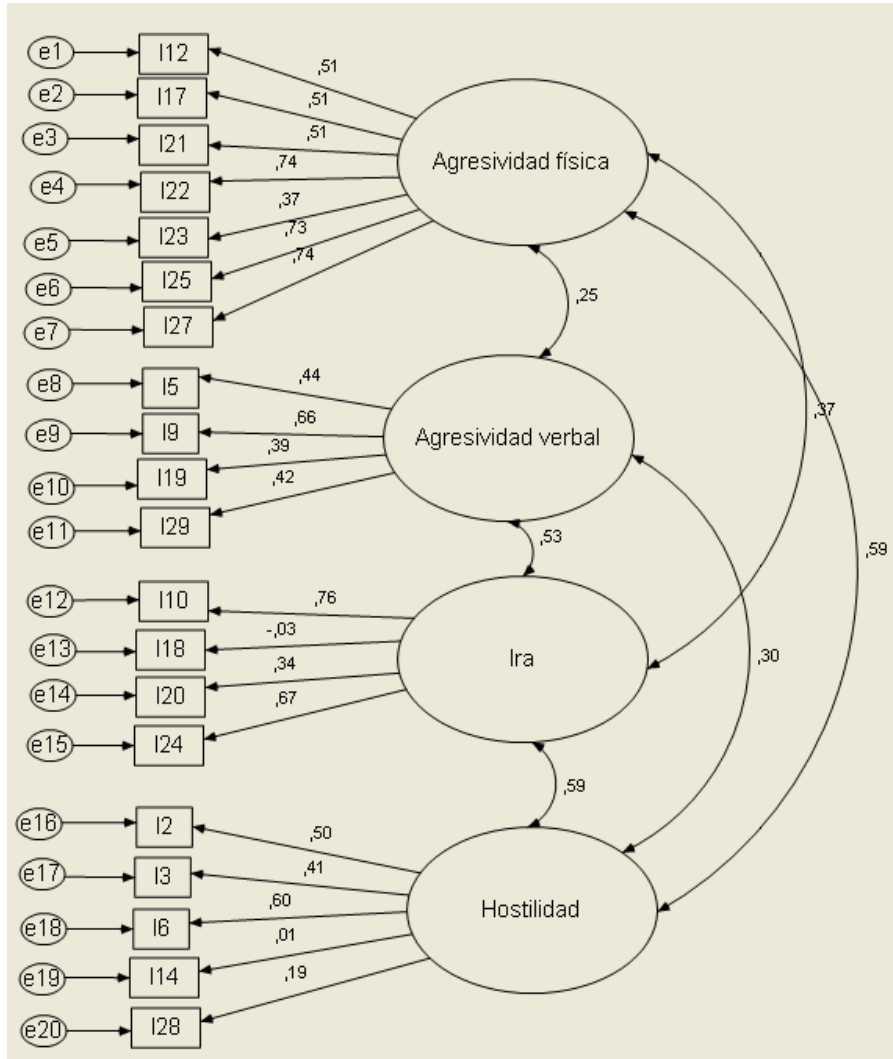 e1
I12
,51
e2
I17
,51
e3
I21
,51
e4
I22
,74
e5
I23
,37
e6
I25
,73
e7
I27
,74
Agresividad física
,25
e8
I5
,44
e9
I9
,66
e10
I19
,39
e11
I29
,42
Agresividad verbal
,37
,53
,59
e12
I10
,76
e13
I18
-,03
e14
I20
,34
e15
I24
,67
Ira
,30
,59
e16
I2
,50
e17
I3
,41
e18
I6
,60
e19
I14
,01
e20
I28
,19
Hostilidad